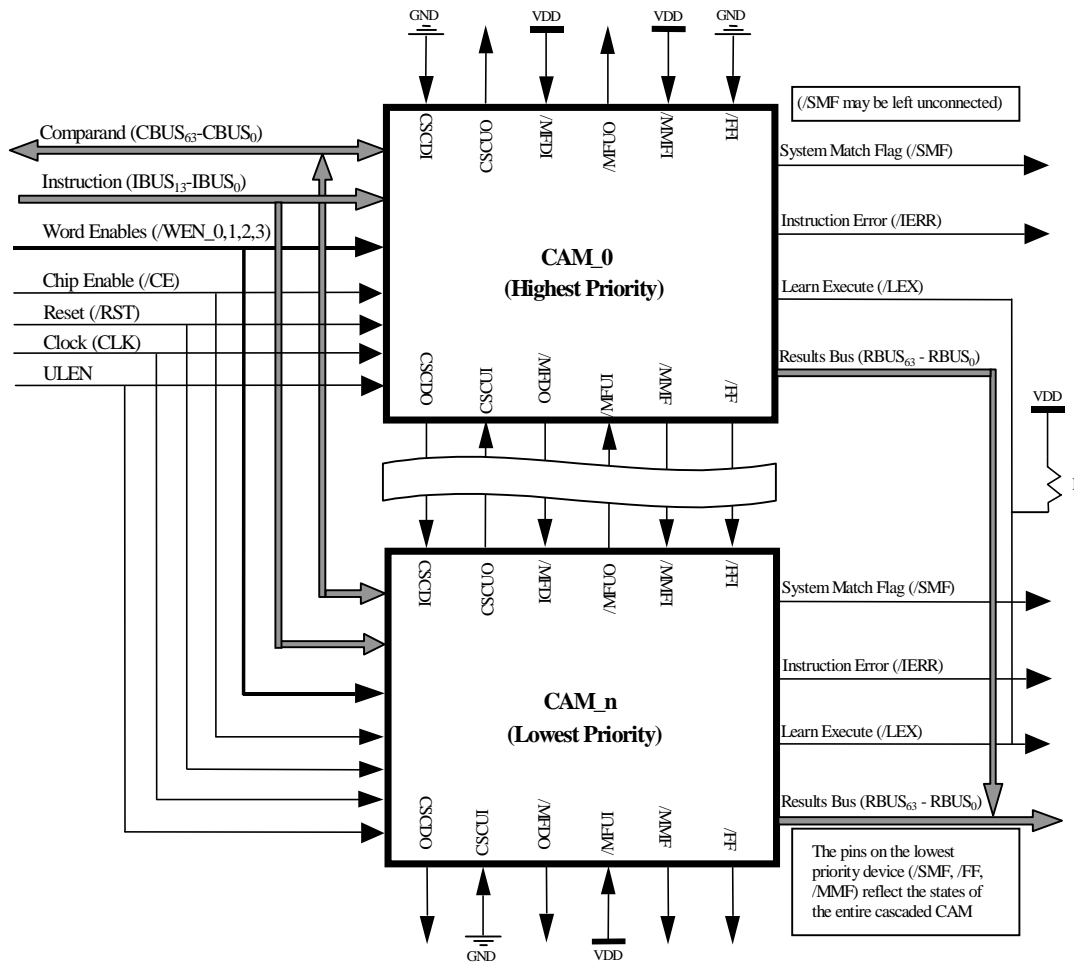 GND VDD VDD GND
CSCDI CSCUO /MFDI /MFUO /MMFI /FFI
(/SMF may be left unconnected)
Comparand (CBUS63-CBUS0)
System Match Flag (/SMF)
Instruction (IBUS13-IBUS0)
Instruction Error (/IERR)
Word Enables (/WEN_0,1,2,3)
CAM_0
(Highest Priority)
Chip Enable (/CE)
Learn Execute (/LEX)
Reset (/RST)
Clock (CLK)
Results Bus (RBUS63 - RBUS0)
ULEN
CSCDO CSCUI /MFDO /MFUI /MMF /FF
VDD
CSCDI CSCUO /MFDI /MFUO /MMFI /FFI
System Match Flag (/SMF)
Instruction Error (/IERR)
CAM_n
(Lowest Priority)
Learn Execute (/LEX)
Results Bus (RBUS63 - RBUS0)
CSCDO CSCUI /MFDO /MFUI /MMF /FF
The pins on the lowest
priority device (/SMF, /FF,
/MMF) reflect the states of
the entire cascaded CAM
GND VDD